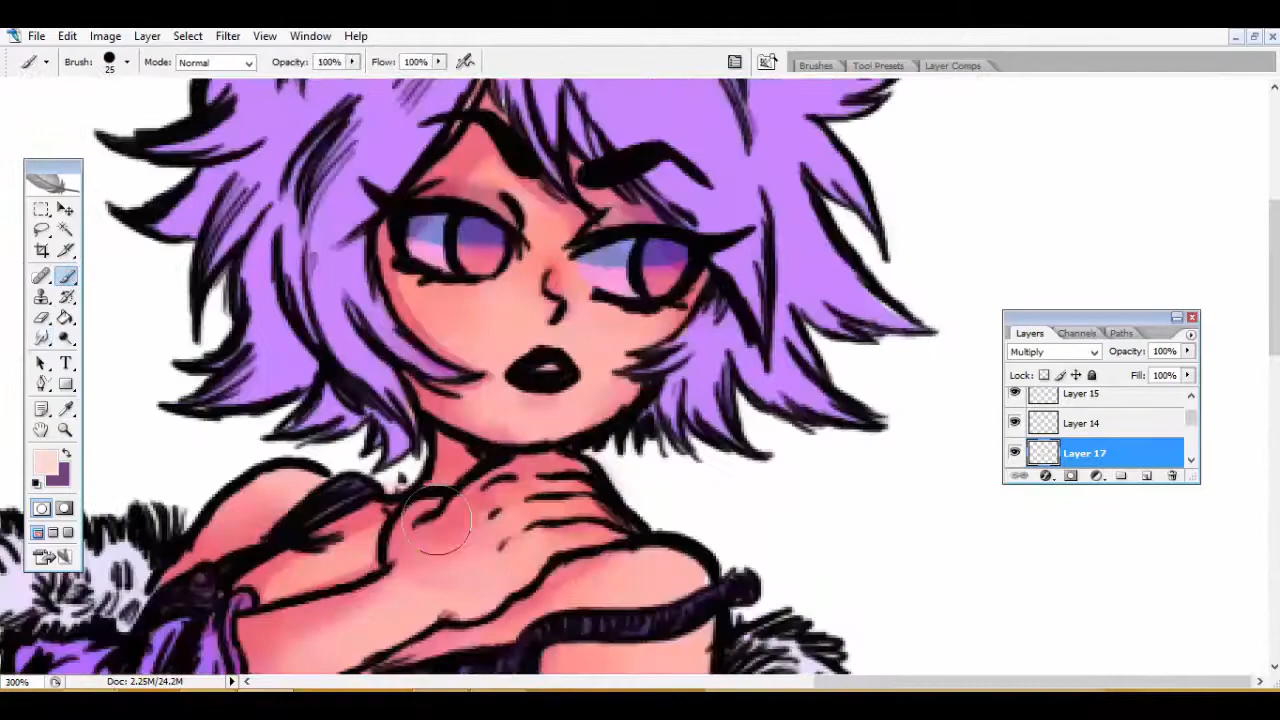 File Edit Image Layer Select Filter View Window Help
Brush: 25 Mode: Normal Opacity: 100% Flow: 100% Brushes Tool Presets Layer Comps
Layers Channels Paths
Multiply Opacity: 100%
Lock: Fill: 100%
Layer 15
Layer 14
Layer 17
T
300% Doc: 2.25M/24.2M